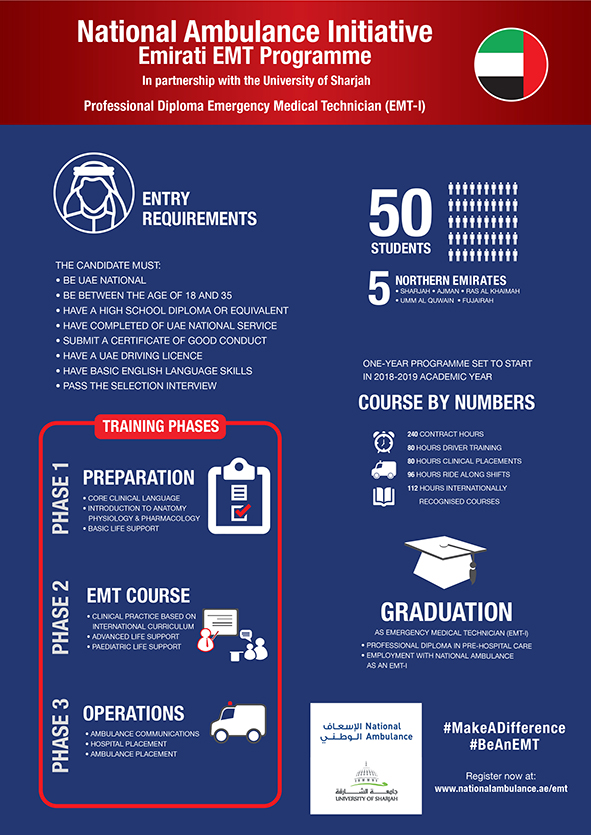 National Ambulance Initiative
Emirati EMT Programme
In partnership with the University of Sharjah
Professional Diploma Emergency Medical Technician (EMT-I)
ENTRY
REQUIREMENTS
THE CANDIDATE MUST:
• BE UAE NATIONAL
• BE BETWEEN THE AGE OF 18 AND 35
• HAVE A HIGH SCHOOL DIPLOMA OR EQUIVALENT
• HAVE COMPLETED OF UAE NATIONAL SERVICE
• SUBMIT A CERTIFICATE OF GOOD CONDUCT
• HAVE A UAE DRIVING LICENCE
• HAVE BASIC ENGLISH LANGUAGE SKILLS
• PASS THE SELECTION INTERVIEW
50
STUDENTS
5 NORTHERN EMIRATES
• SHARJAH • AJMAN • RAS AL KHAIMAH
• UMM AL QUWAIN • FUJAIRAH
ONE-YEAR PROGRAMME SET TO START
IN 2018-2019 ACADEMIC YEAR
COURSE BY NUMBERS
240 CONTRACT HOURS
80 HOURS DRIVER TRAINING
80 HOURS CLINICAL PLACEMENTS
96 HOURS RIDE ALONG SHIFTS
112 HOURS INTERNATIONALLY
RECOGNISED COURSES
TRAINING PHASES
PHASE 1
PREPARATION
• CORE CLINICAL LANGUAGE
• INTRODUCTION TO ANATOMY
PHYSIOLOGY & PHARMACOLOGY
• BASIC LIFE SUPPORT
PHASE 2
EMT COURSE
• CLINICAL PRACTICE BASED ON
INTERNATIONAL CURRICULUM
• ADVANCED LIFE SUPPORT
• PAEDIATRIC LIFE SUPPORT
PHASE 3
OPERATIONS
• AMBULANCE COMMUNICATIONS
• HOSPITAL PLACEMENT
• AMBULANCE PLACEMENT
GRADUATION
AS EMERGENCY MEDICAL TECHNICIAN (EMT-I)
• PROFESSIONAL DIPLOMA IN PRE-HOSPITAL CARE
• EMPLOYMENT WITH NATIONAL AMBULANCE
AS AN EMT-I
الإسعاف National
الوطني Ambulance
جامعة الشارقة
UNIVERSITY OF SHARJAH
#MakeADifference
#BeAnEMT
Register now at:
www.nationalambulance.ae/emt